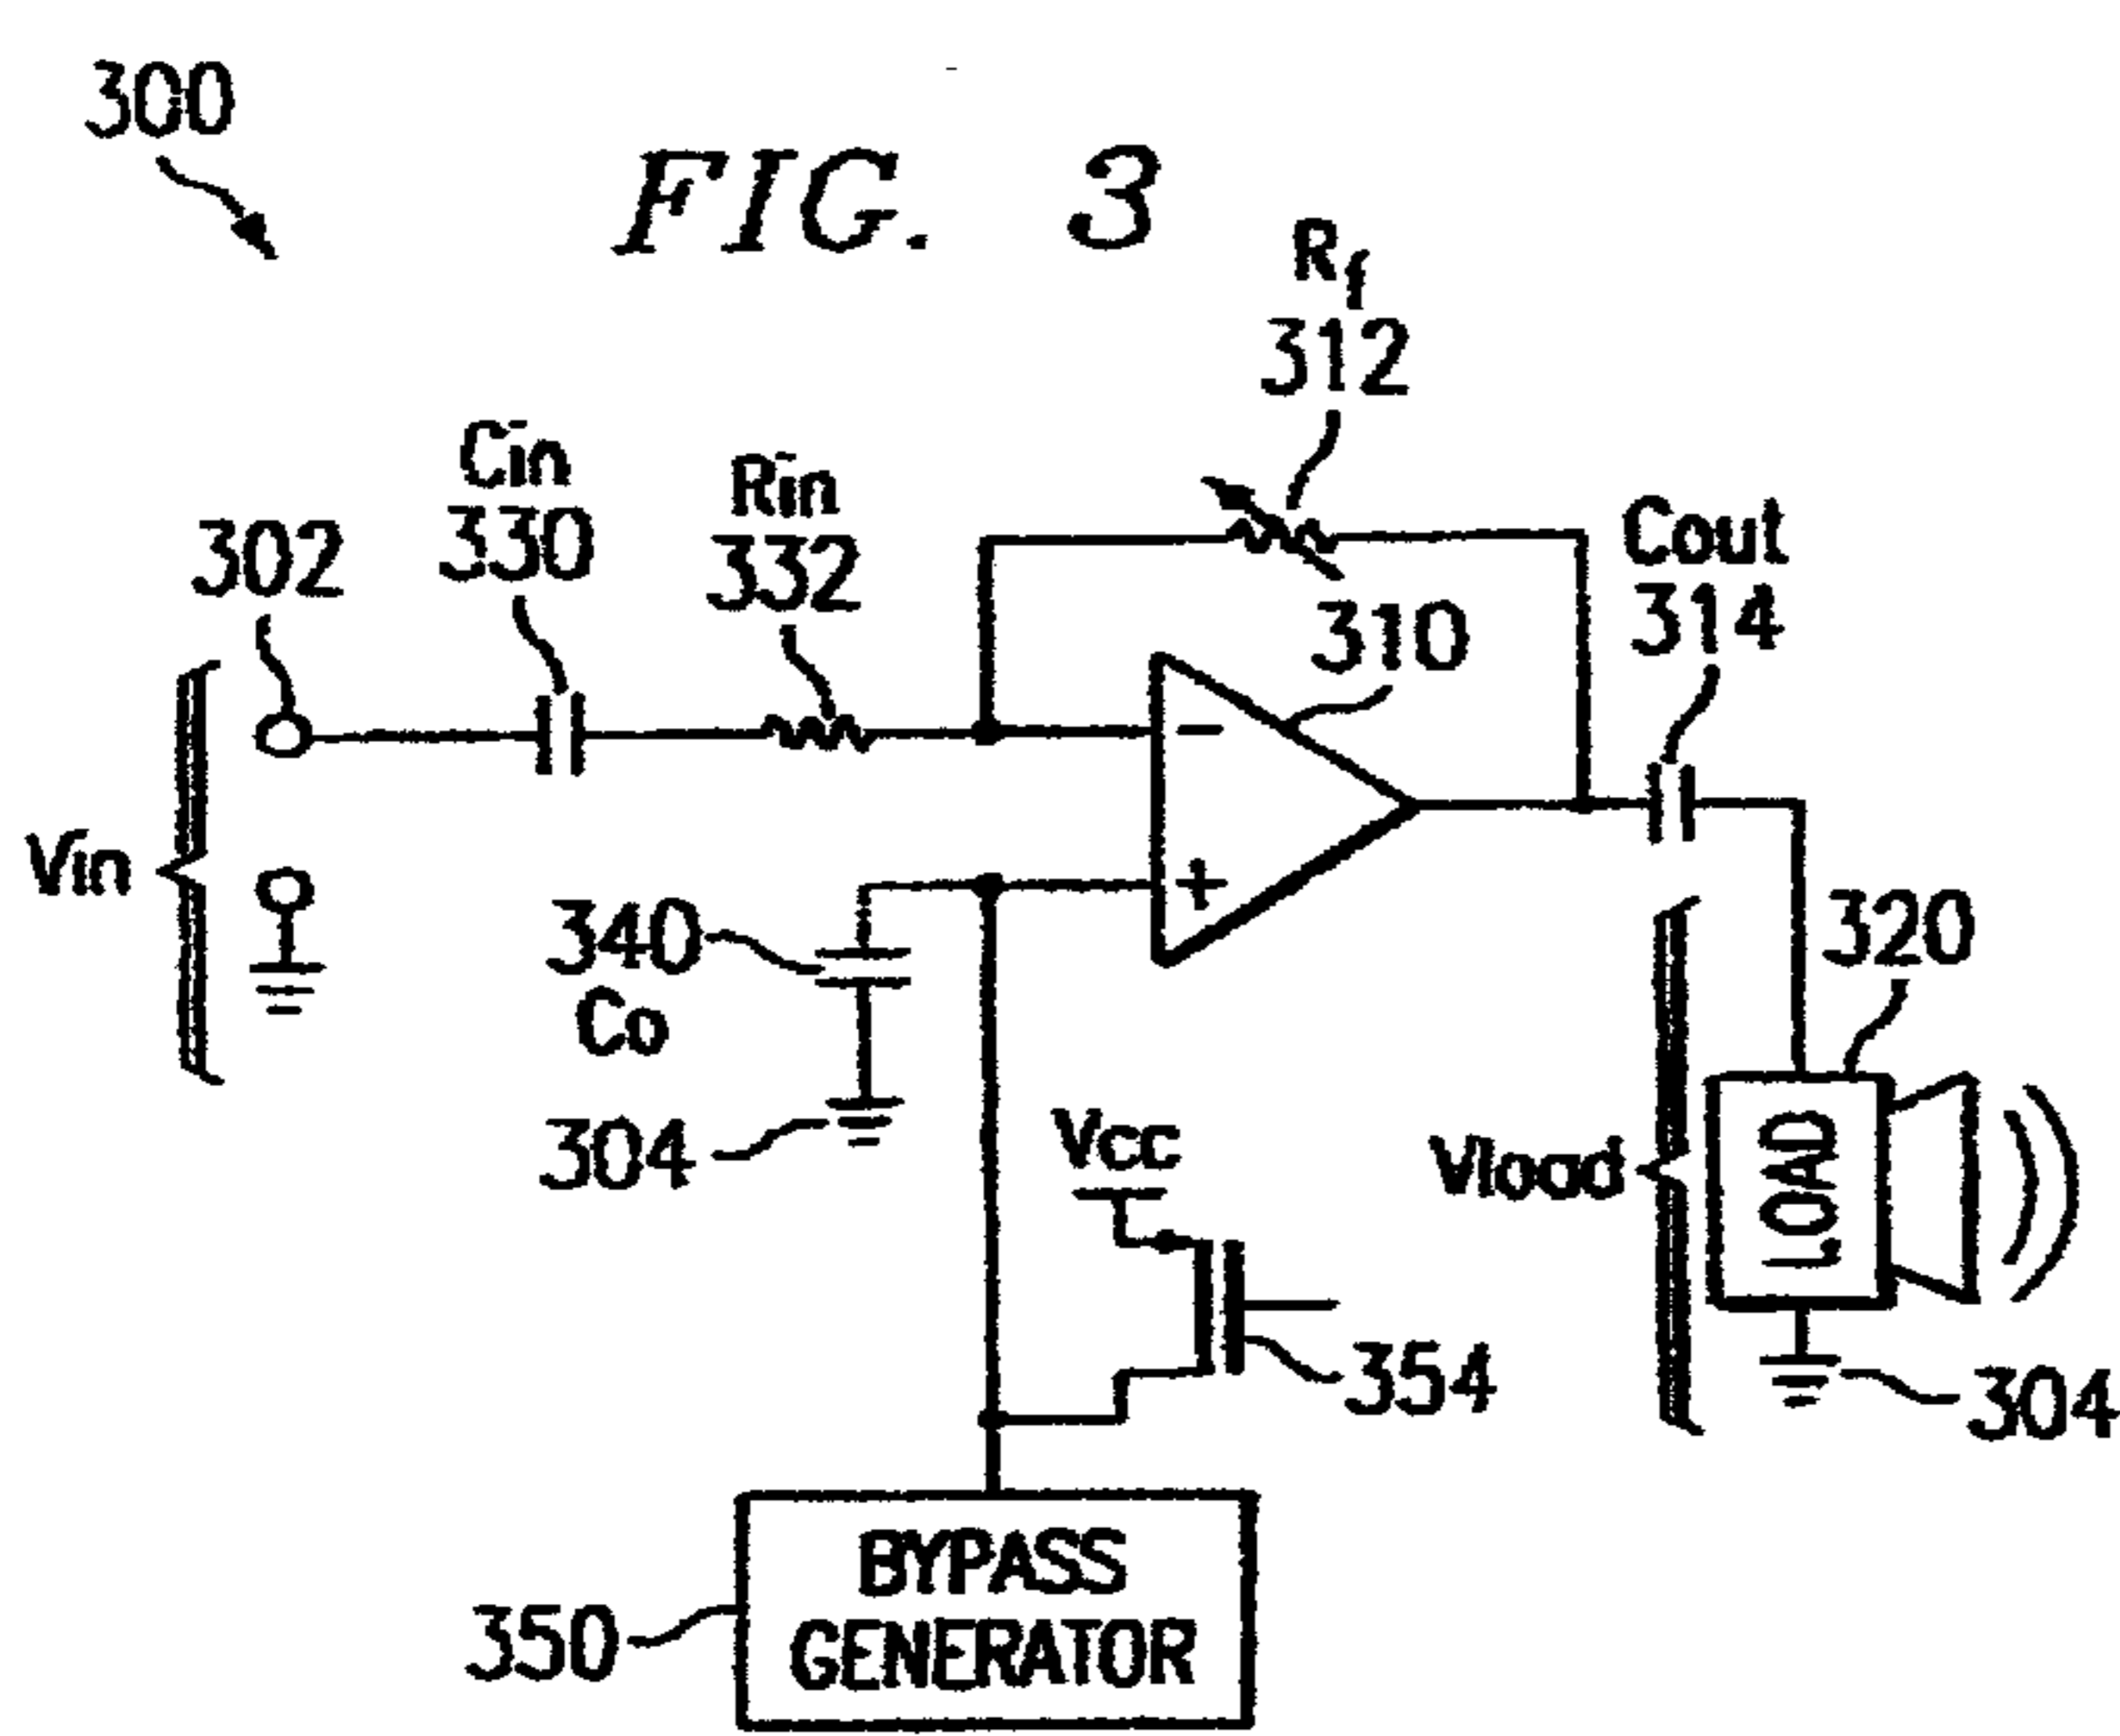 300
FIG. 3
Rf
312
Cin
330
Rin
332
302
Cout
314
310
−
+
Vin
340
Co
304
320
Vcc
Vload
LOAD
354
304
BYPASS
GENERATOR
350